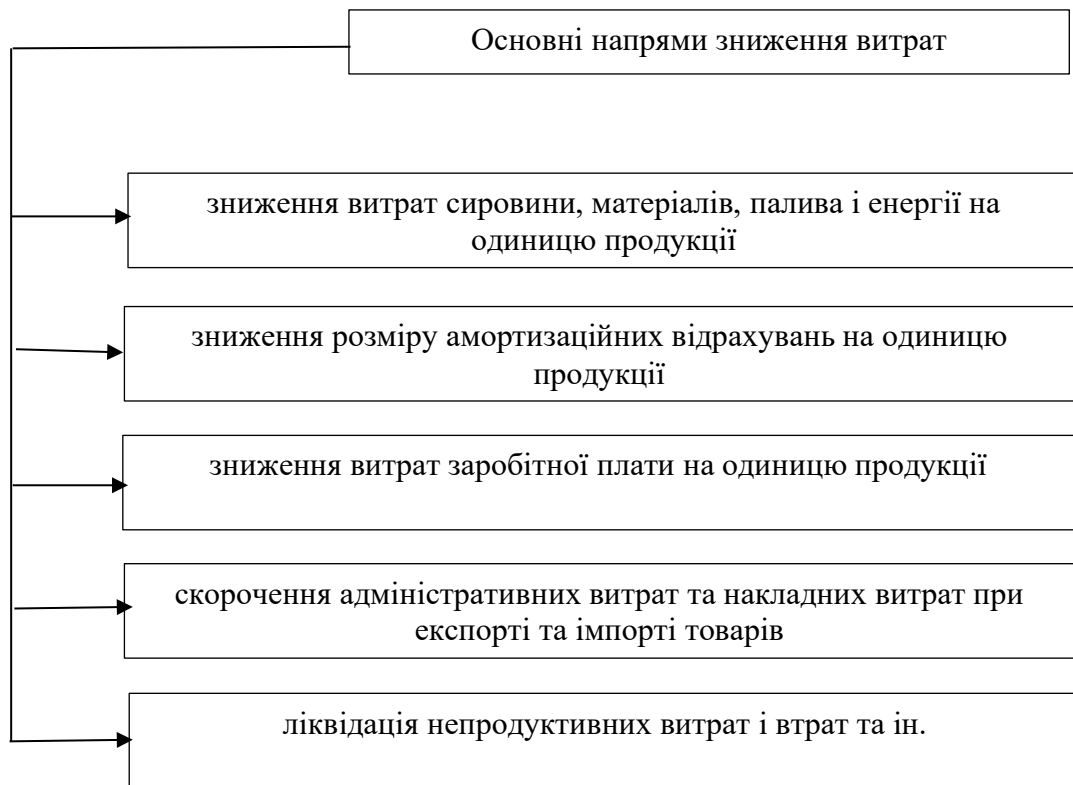 Основні напрями зниження витрат
зниження витрат сировини, матеріалів, палива і енергії на
одиницю продукції
зниження розміру амортизаційних відрахувань на одиницю
продукції
зниження витрат заробітної плати на одиницю продукції
скорочення адміністративних витрат та накладних витрат при
експорті та імпорті товарів
ліквідація непродуктивних витрат і втрат та ін.